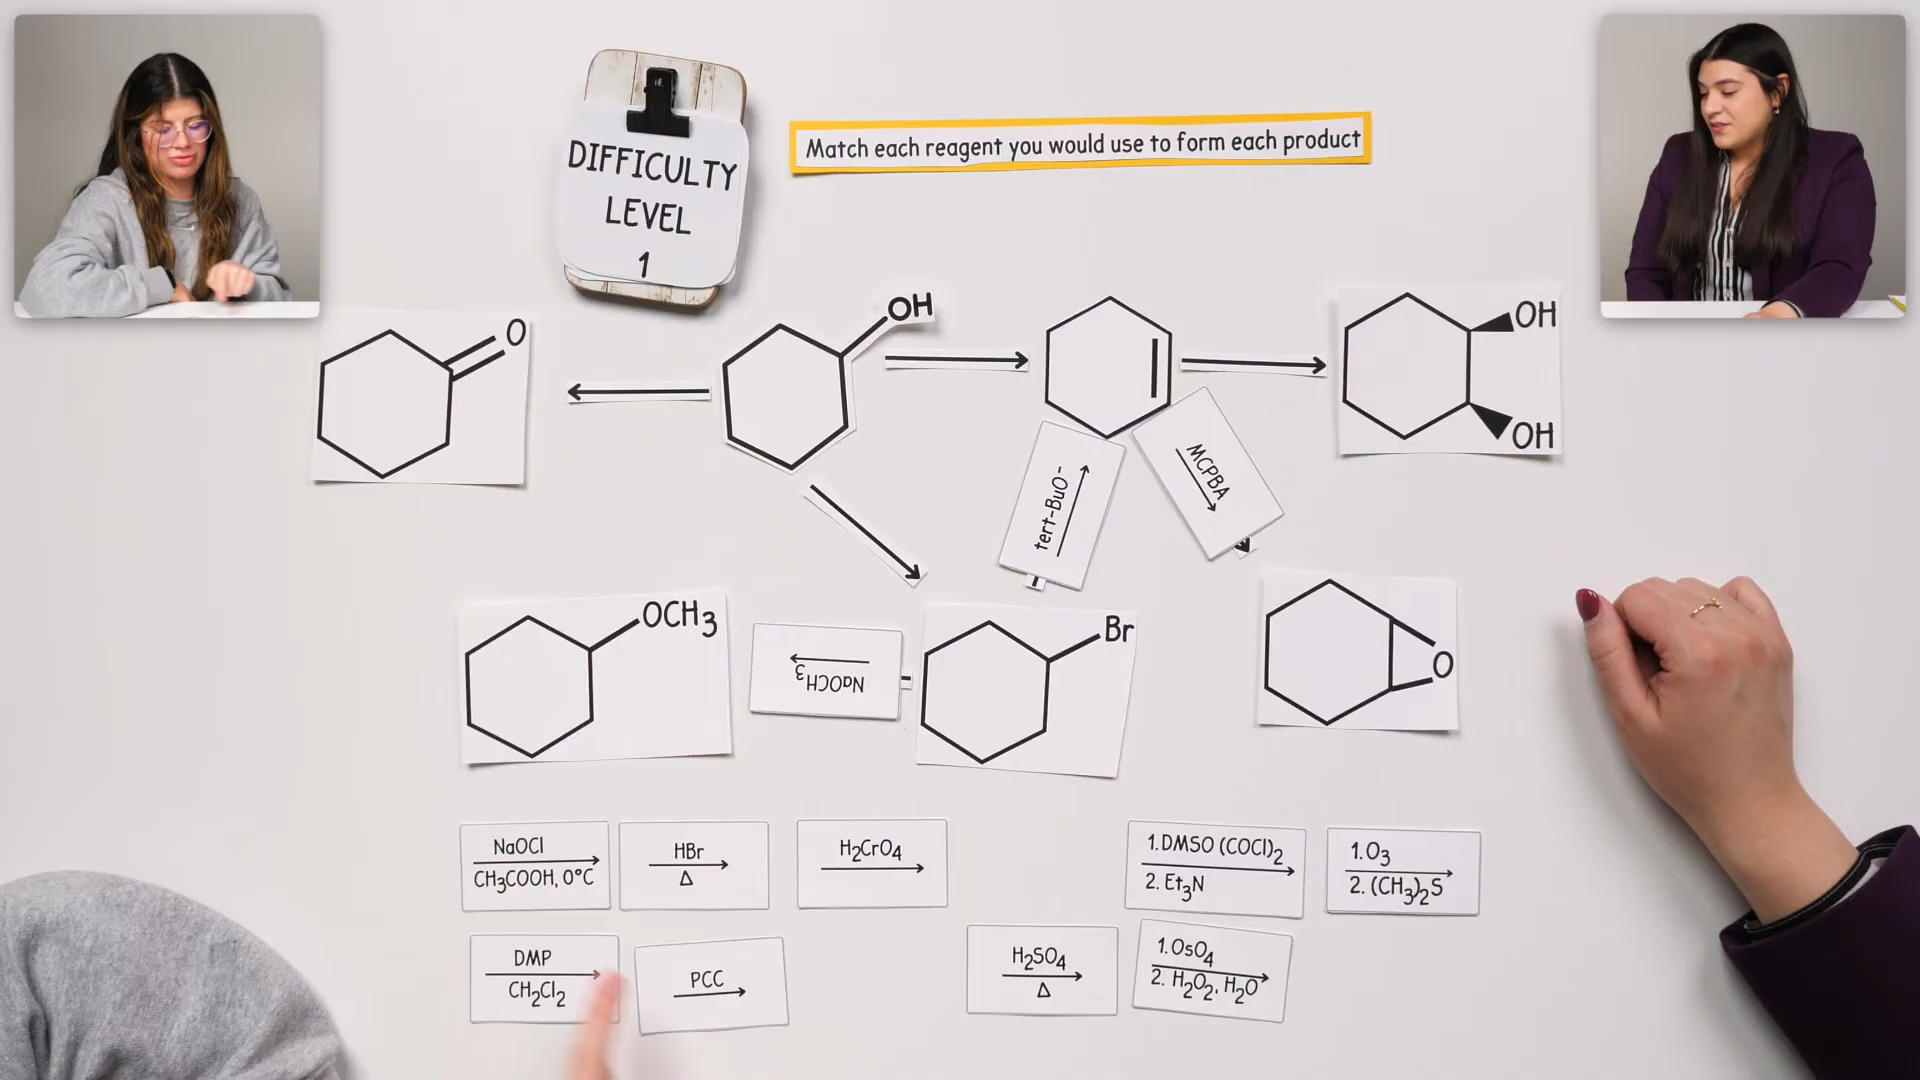 DIFFICULTY
LEVEL
1
Match each reagent you would use to form each product
O
OH
OH
OH
tert-BuO⁻
MCPBA
OCH₃
NaOCH₃
Br
O
NaOCl
CH₃COOH, 0°C
HBr
Δ
H₂CrO₄
1.DMSO (COCl)₂
2. Et₃N
1.O₃
2. (CH₃)₂S
DMP
CH₂Cl₂
PCC
H₂SO₄
Δ
1.OsO₄
2. H₂O₂, H₂O